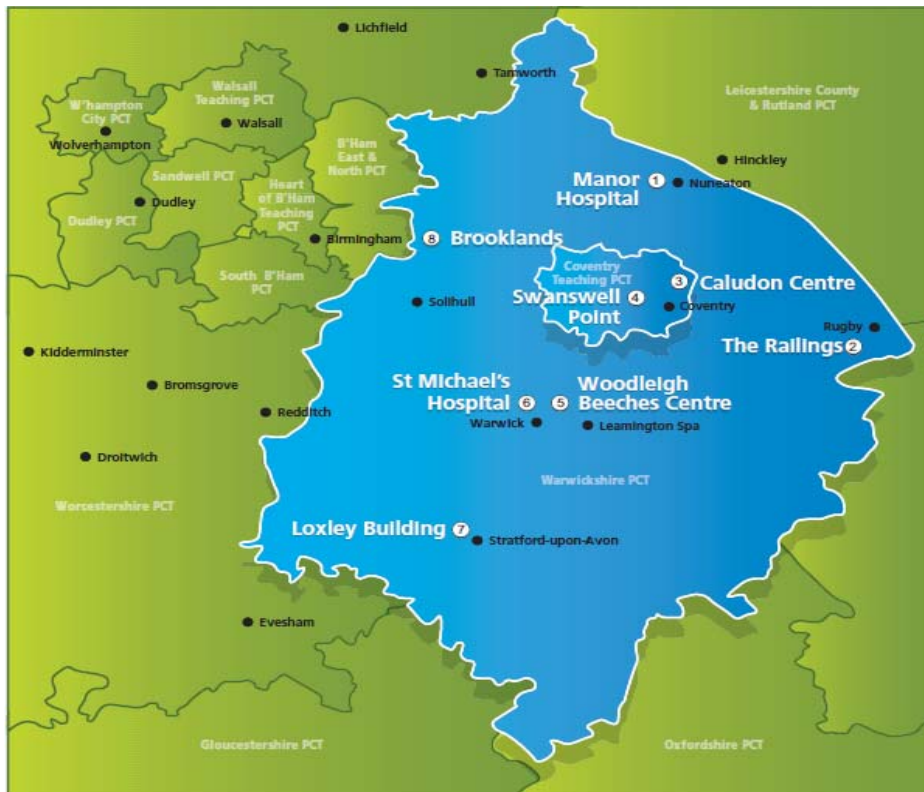 Lichfield
Tamworth
W'hampton
City PCT
Wolverhampton
Walsall
Teaching PCT
Walsall
B'Ham
East &
North PCT
Leicestershire County
& Rutland PCT
Hinckley
Sandwell PCT
Dudley
Dudley PCT
Heart
of B'Ham
Teaching
PCT
Birmingham
South B'Ham
PCT
Manor
Hospital
1
Nuneaton
8 Brooklands
Solihull
Coventry
Teaching PCT
3 Caludon Centre
Swanswell
Point
4
Coventry
Rugby
The Railings 2
Kidderminster
Bromsgrove
Redditch
Droitwich
Worcestershire PCT
St Michael's
Hospital
6
5 Woodleigh
Beeches Centre
Warwick
Leamington Spa
Warwickshire PCT
Loxley Building 7
Stratford-upon-Avon
Evesham
Gloucestershire PCT
Oxfordshire PCT